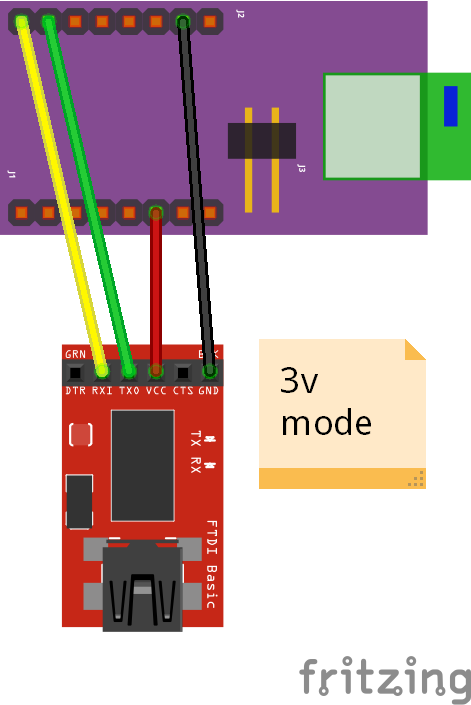 J2
J1
J3
GRN
BLK
DTR RXI TXO VCC CTS GND
TX RX
FTDI Basic
3v
mode
fritzing